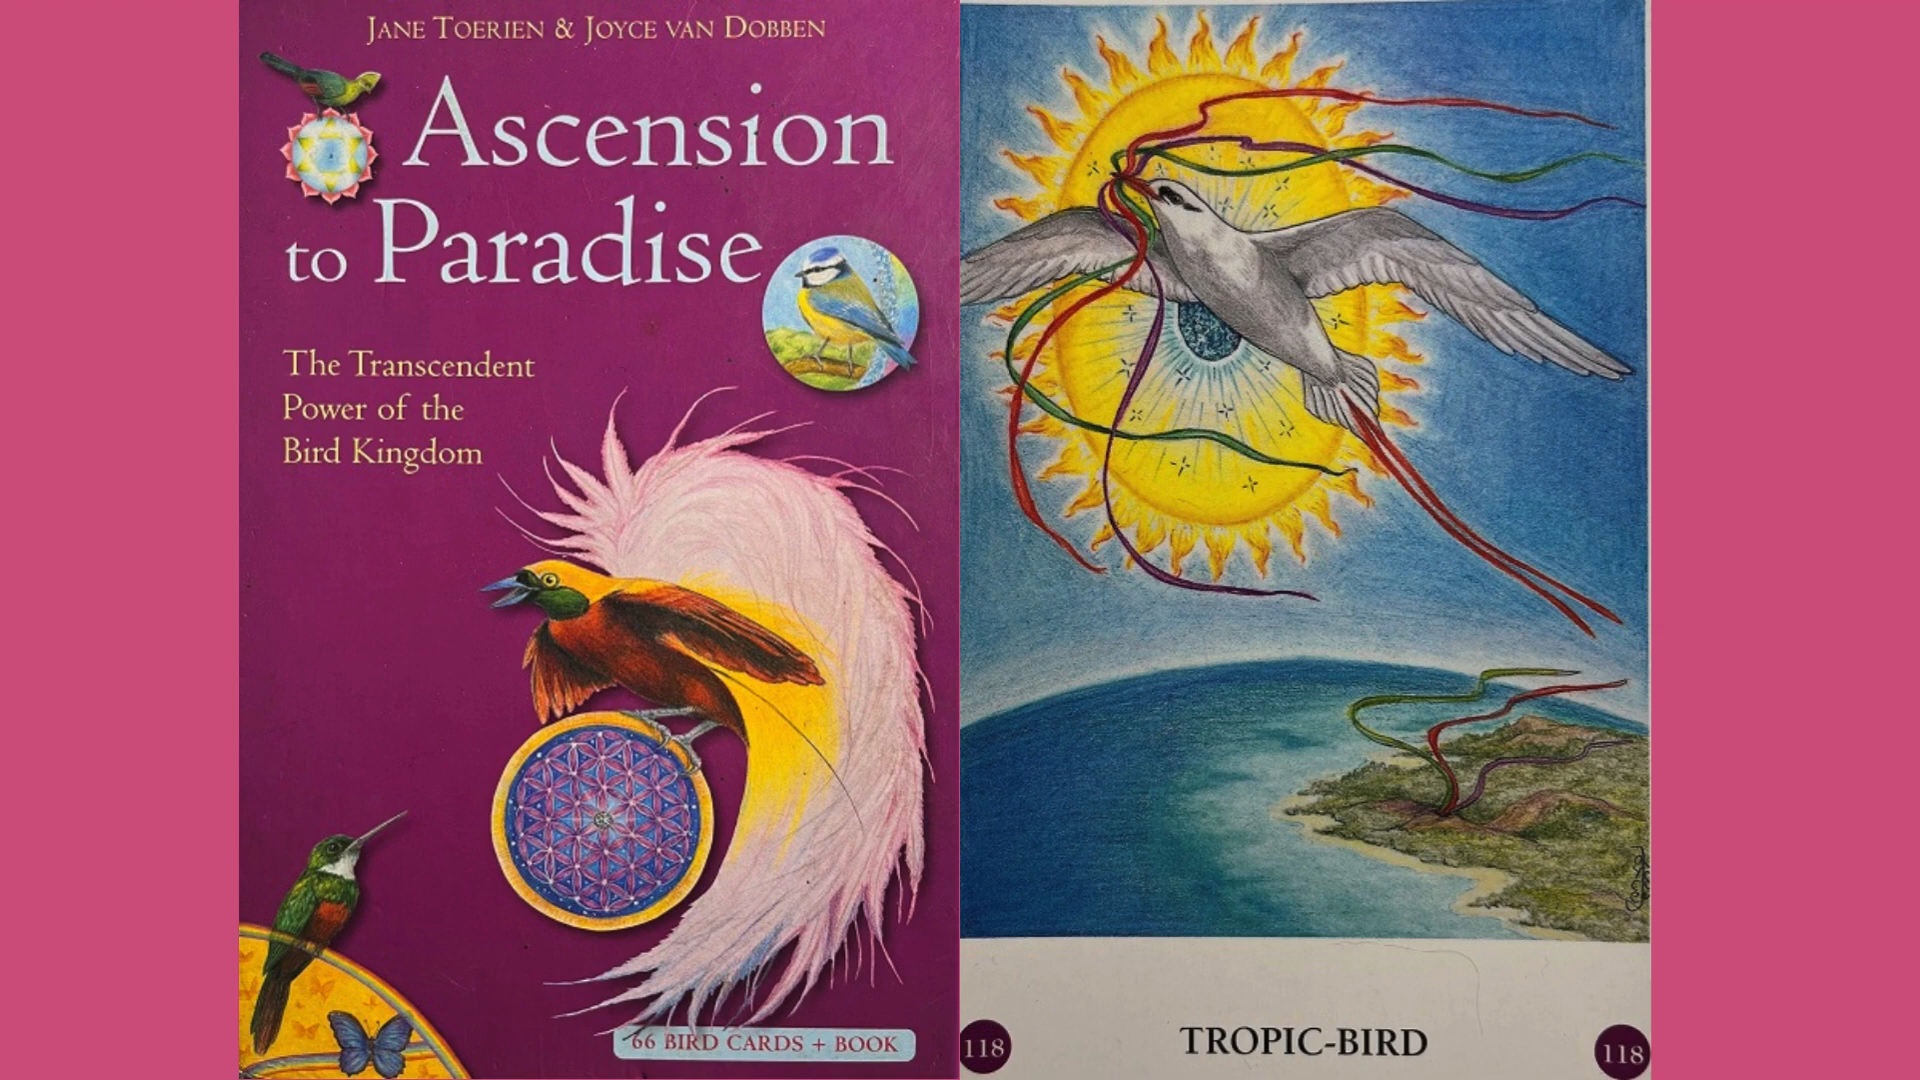 JANE TOERIEN & JOYCE VAN DOBBEN
Ascension
to Paradise
The Transcendent
Power of the
Bird Kingdom
66 BIRD CARDS + BOOK
118
TROPIC-BIRD
118